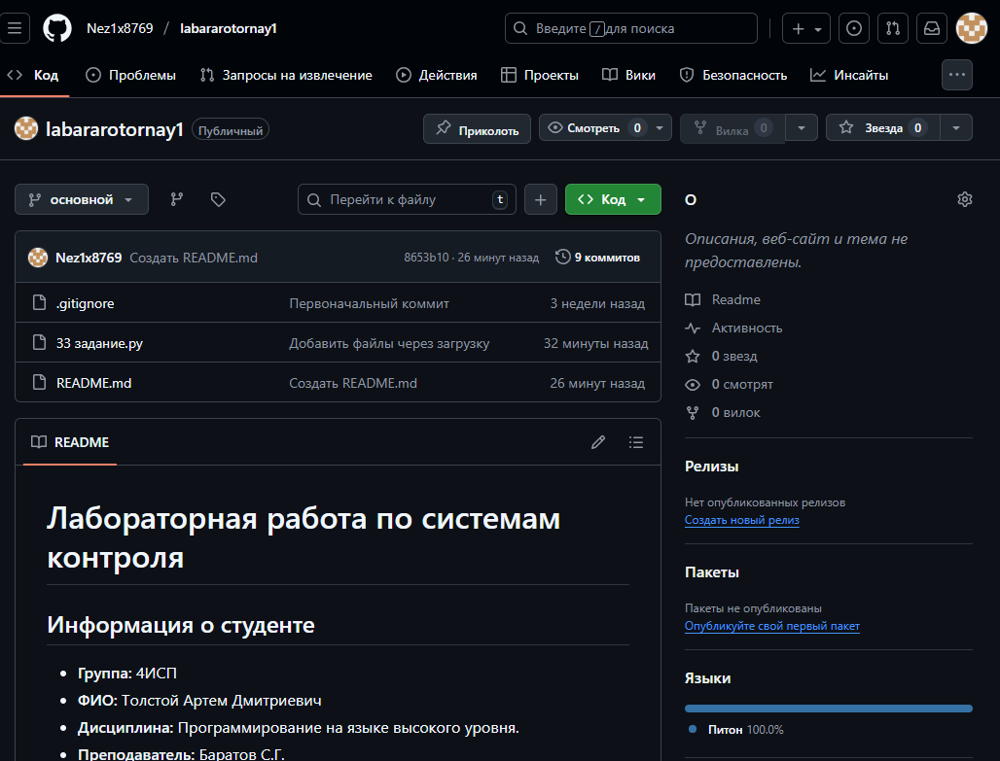 Nez1x8769 / labararotornay1
Введите / для поиска
Код Проблемы Запросы на извлечение Действия Проекты Вики Безопасность Инсайты
labararotornay1 Публичный
Приколоть Смотреть 0 Вилка 0 Звезда 0
основной
Перейти к файлу t
Код
Nez1x8769 Создать README.md 8653b10 · 26 минут назад 9 коммитов
.gitignore Первоначальный коммит 3 недели назад
33 задание.py Добавить файлы через загрузку 32 минуты назад
README.md Создать README.md 26 минут назад
README
Лабораторная работа по системам
контроля
Информация о студенте
Группа: 4ИСП
ФИО: Толстой Артем Дмитриевич
Дисциплина: Программирование на языке высокого уровня.
Преподаватель: Баратов С.Г.
О
Описания, веб-сайт и тема не
предоставлены.
Readme
Активность
0 звезд
0 смотрят
0 вилок
Релизы
Нет опубликованных релизов
Создать новый релиз
Пакеты
Пакеты не опубликованы
Опубликуйте свой первый пакет
Языки
Питон 100.0%